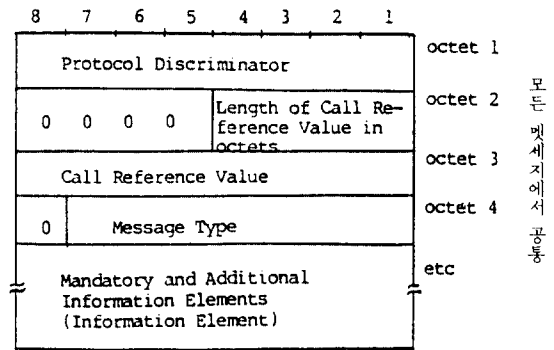 8 7 6 5 4 3 2 1
Protocol Discriminator
octet 1
0 0 0 0
Length of Call Re-
ference Value in
octets
octet 2
Call Reference Value
octet 3
0 Message Type
octet 4
Mandatory and Additional
Information Elements
(Information Element)
etc
모든 멧세지에서 공통